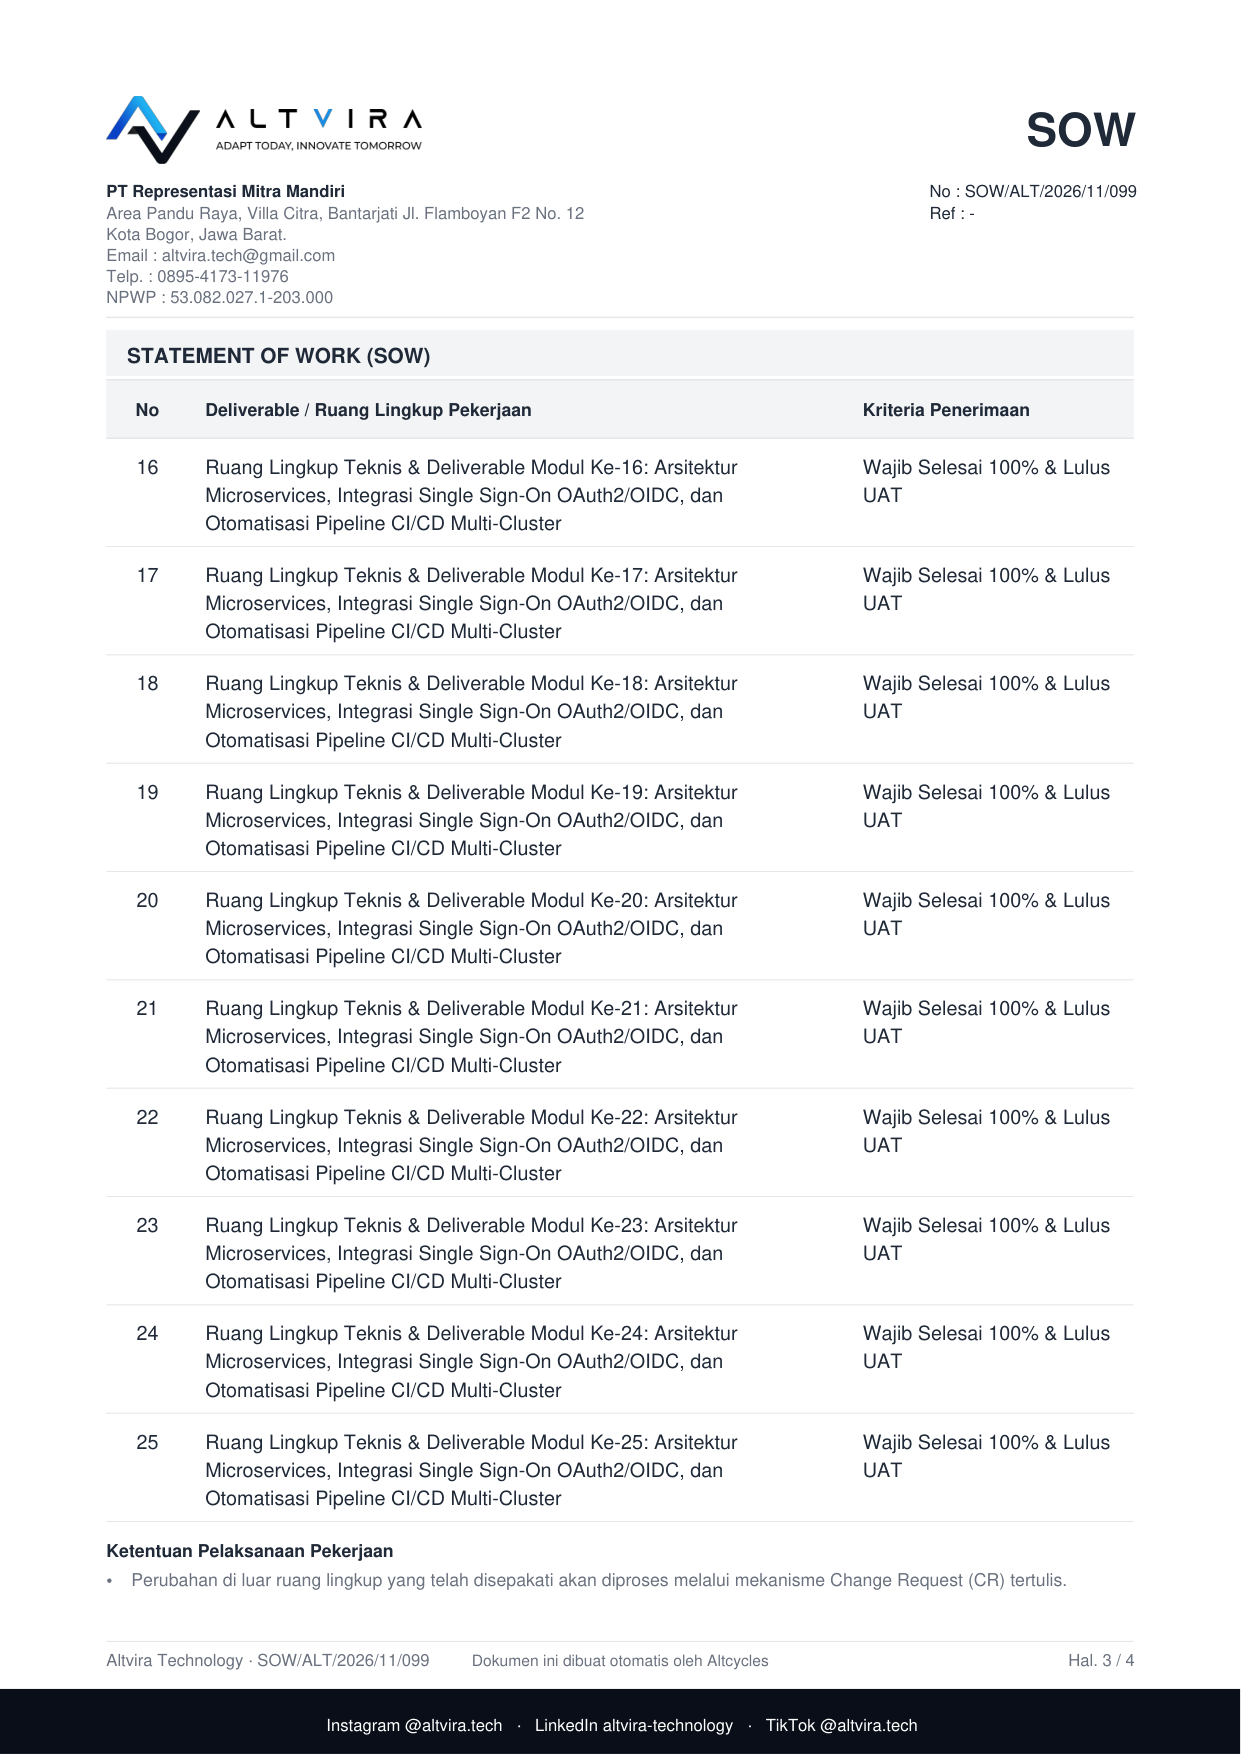 ALTVIRA
ADAPT TODAY, INNOVATE TOMORROW
SOW
PT Representasi Mitra Mandiri
Area Pandu Raya, Villa Citra, Bantarjati Jl. Flamboyan F2 No. 12
Kota Bogor, Jawa Barat.
Email : altvira.tech@gmail.com
Telp. : 0895-4173-11976
NPWP : 53.082.027.1-203.000
No : SOW/ALT/2026/11/099
Ref : -
STATEMENT OF WORK (SOW)
No Deliverable / Ruang Lingkup Pekerjaan Kriteria Penerimaan
16 Ruang Lingkup Teknis & Deliverable Modul Ke-16: Arsitektur Wajib Selesai 100% & Lulus
Microservices, Integrasi Single Sign-On OAuth2/OIDC, dan UAT
Otomatisasi Pipeline CI/CD Multi-Cluster
17 Ruang Lingkup Teknis & Deliverable Modul Ke-17: Arsitektur Wajib Selesai 100% & Lulus
Microservices, Integrasi Single Sign-On OAuth2/OIDC, dan UAT
Otomatisasi Pipeline CI/CD Multi-Cluster
18 Ruang Lingkup Teknis & Deliverable Modul Ke-18: Arsitektur Wajib Selesai 100% & Lulus
Microservices, Integrasi Single Sign-On OAuth2/OIDC, dan UAT
Otomatisasi Pipeline CI/CD Multi-Cluster
19 Ruang Lingkup Teknis & Deliverable Modul Ke-19: Arsitektur Wajib Selesai 100% & Lulus
Microservices, Integrasi Single Sign-On OAuth2/OIDC, dan UAT
Otomatisasi Pipeline CI/CD Multi-Cluster
20 Ruang Lingkup Teknis & Deliverable Modul Ke-20: Arsitektur Wajib Selesai 100% & Lulus
Microservices, Integrasi Single Sign-On OAuth2/OIDC, dan UAT
Otomatisasi Pipeline CI/CD Multi-Cluster
21 Ruang Lingkup Teknis & Deliverable Modul Ke-21: Arsitektur Wajib Selesai 100% & Lulus
Microservices, Integrasi Single Sign-On OAuth2/OIDC, dan UAT
Otomatisasi Pipeline CI/CD Multi-Cluster
22 Ruang Lingkup Teknis & Deliverable Modul Ke-22: Arsitektur Wajib Selesai 100% & Lulus
Microservices, Integrasi Single Sign-On OAuth2/OIDC, dan UAT
Otomatisasi Pipeline CI/CD Multi-Cluster
23 Ruang Lingkup Teknis & Deliverable Modul Ke-23: Arsitektur Wajib Selesai 100% & Lulus
Microservices, Integrasi Single Sign-On OAuth2/OIDC, dan UAT
Otomatisasi Pipeline CI/CD Multi-Cluster
24 Ruang Lingkup Teknis & Deliverable Modul Ke-24: Arsitektur Wajib Selesai 100% & Lulus
Microservices, Integrasi Single Sign-On OAuth2/OIDC, dan UAT
Otomatisasi Pipeline CI/CD Multi-Cluster
25 Ruang Lingkup Teknis & Deliverable Modul Ke-25: Arsitektur Wajib Selesai 100% & Lulus
Microservices, Integrasi Single Sign-On OAuth2/OIDC, dan UAT
Otomatisasi Pipeline CI/CD Multi-Cluster
Ketentuan Pelaksanaan Pekerjaan
• Perubahan di luar ruang lingkup yang telah disepakati akan diproses melalui mekanisme Change Request (CR) tertulis.
Altvira Technology · SOW/ALT/2026/11/099 Dokumen ini dibuat otomatis oleh Altcycles Hal. 3 / 4
Instagram @altvira.tech · LinkedIn altvira-technology · TikTok @altvira.tech